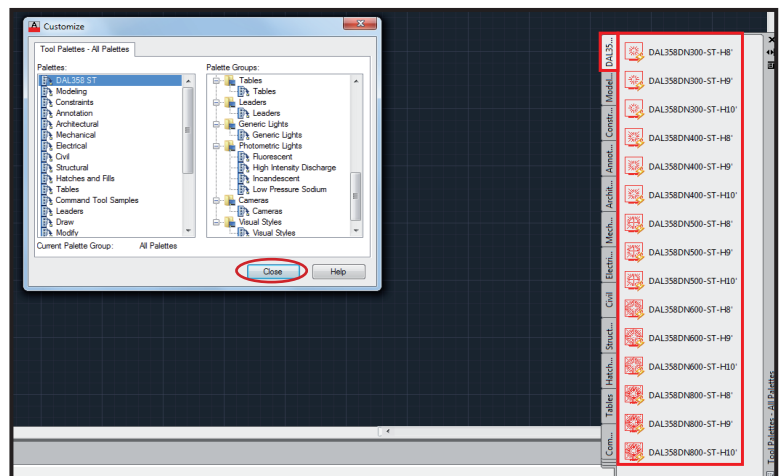 Customize
Tool Palettes - All Palettes
Palettes:
DAL358 ST
Modeling
Constraints
Annotation
Architectural
Mechanical
Electrical
Civil
Structural
Hatches and Fills
Tables
Command Tool Samples
Leaders
Draw
Modify
Palette Groups:
Tables
Tables
Leaders
Leaders
Generic Lights
Generic Lights
Photometric Lights
Fluorescent
High Intensity Discharge
Incandescent
Low Pressure Sodium
Cameras
Cameras
Visual Styles
Visual Styles
Current Palette Group: All Palettes
Close Help
DAL35...
Model...
Constr...
Annot...
Archit...
Mech...
Electri...
Civil
Struct...
Hatch...
Tables
Com...
DAL358DN300-ST-H8'
DAL358DN300-ST-H9'
DAL358DN300-ST-H10'
DAL358DN400-ST-H8'
DAL358DN400-ST-H9'
DAL358DN400-ST-H10'
DAL358DN500-ST-H8'
DAL358DN500-ST-H9'
DAL358DN500-ST-H10'
DAL358DN600-ST-H8'
DAL358DN600-ST-H9'
DAL358DN600-ST-H10'
DAL358DN800-ST-H8'
DAL358DN800-ST-H9'
DAL358DN800-ST-H10'
Tool Palettes - All Palettes